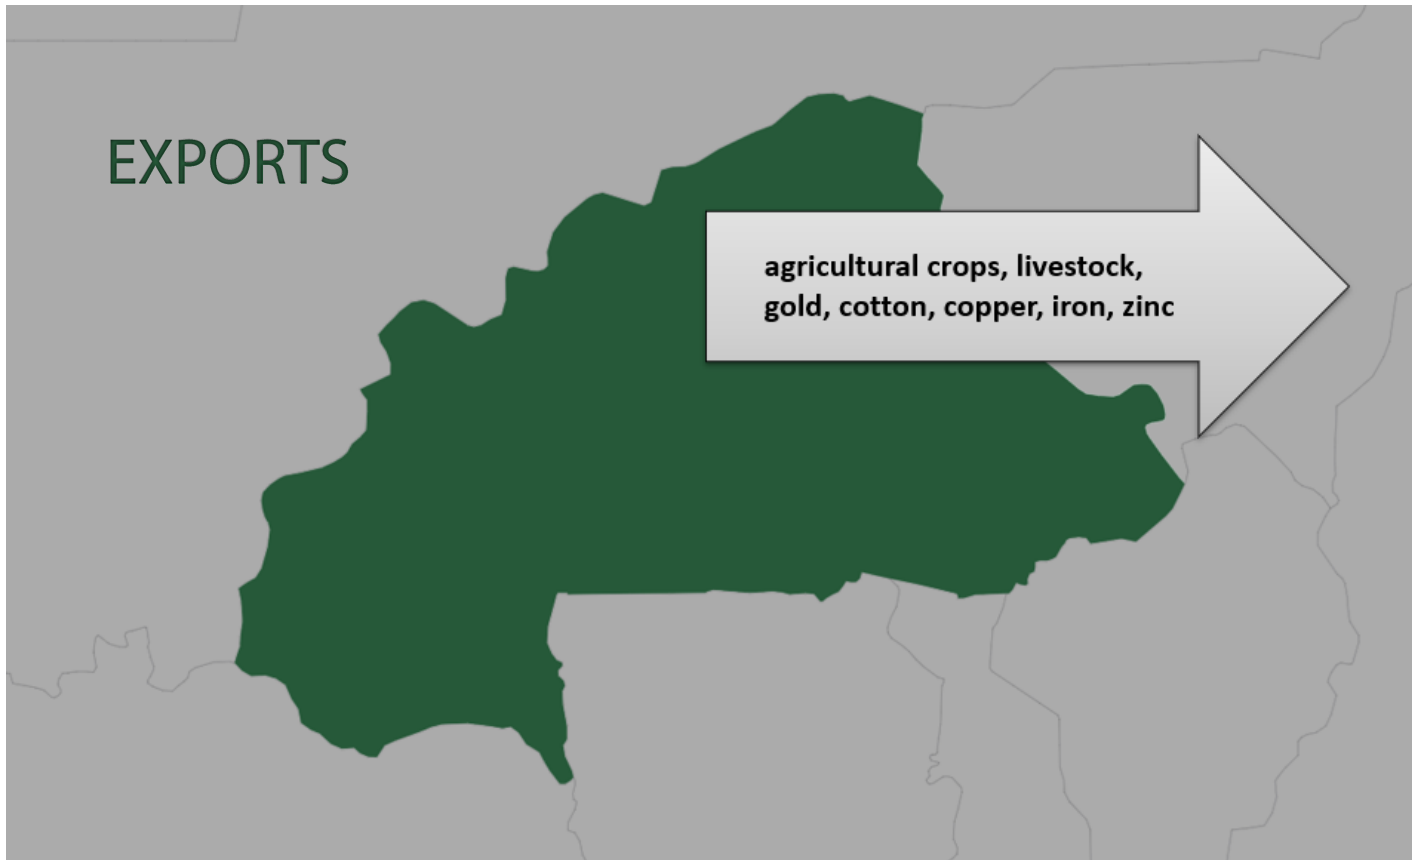 EXPORTS
agricultural crops, livestock,
gold, cotton, copper, iron, zinc